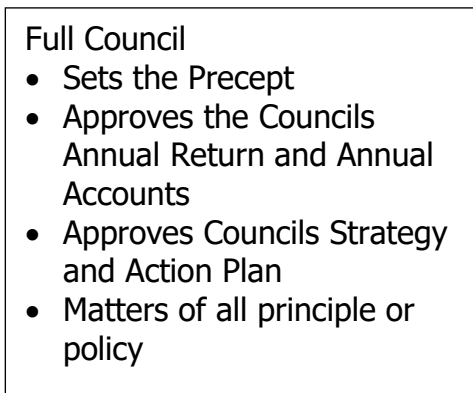 Full Council
• Sets the Precept
• Approves the Councils
Annual Return and Annual
Accounts
• Approves Councils Strategy
and Action Plan
• Matters of all principle or
policy